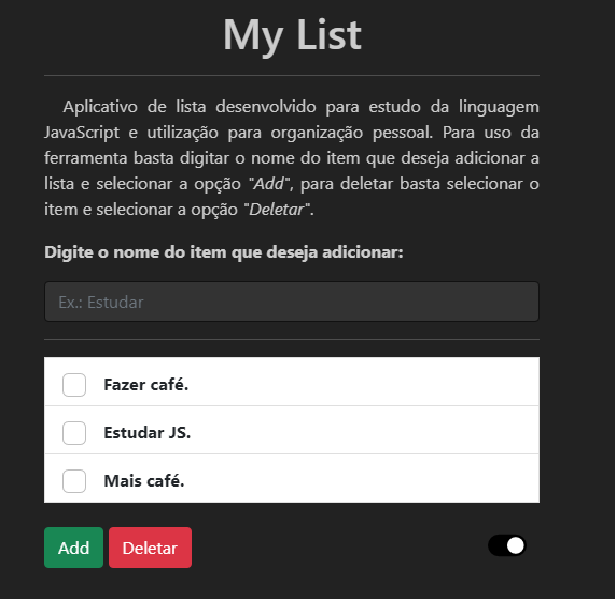 My List
Aplicativo de lista desenvolvido para estudo da linguagem
JavaScript e utilização para organização pessoal. Para uso da
ferramenta basta digitar o nome do item que deseja adicionar a
lista e selecionar a opção "Add", para deletar basta selecionar o
item e selecionar a opção "Deletar".
Digite o nome do item que deseja adicionar:
Ex.: Estudar
Fazer café.
Estudar JS.
Mais café.
Add Deletar